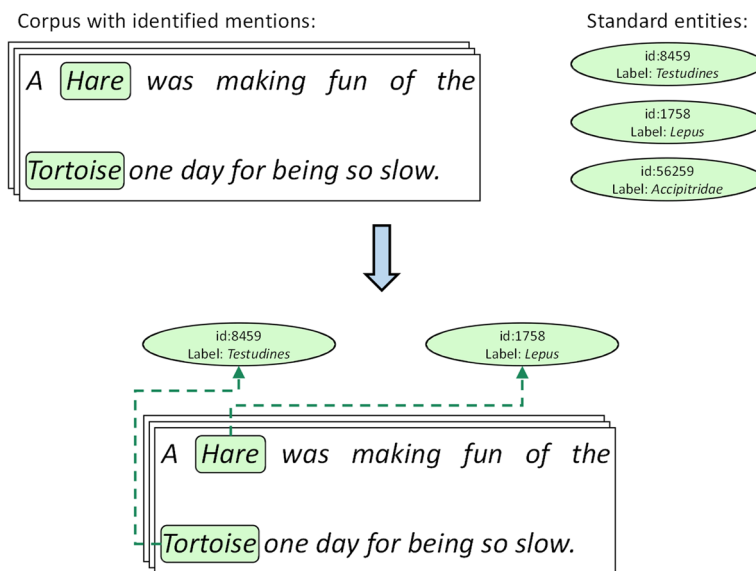 Corpus with identified mentions:
A Hare was making fun of the
Tortoise one day for being so slow.
Standard entities:
id:8459
Label: Testudines
id:1758
Label: Lepus
id:56259
Label: Accipitridae
id:8459
Label: Testudines
id:1758
Label: Lepus
A Hare was making fun of the
Tortoise one day for being so slow.